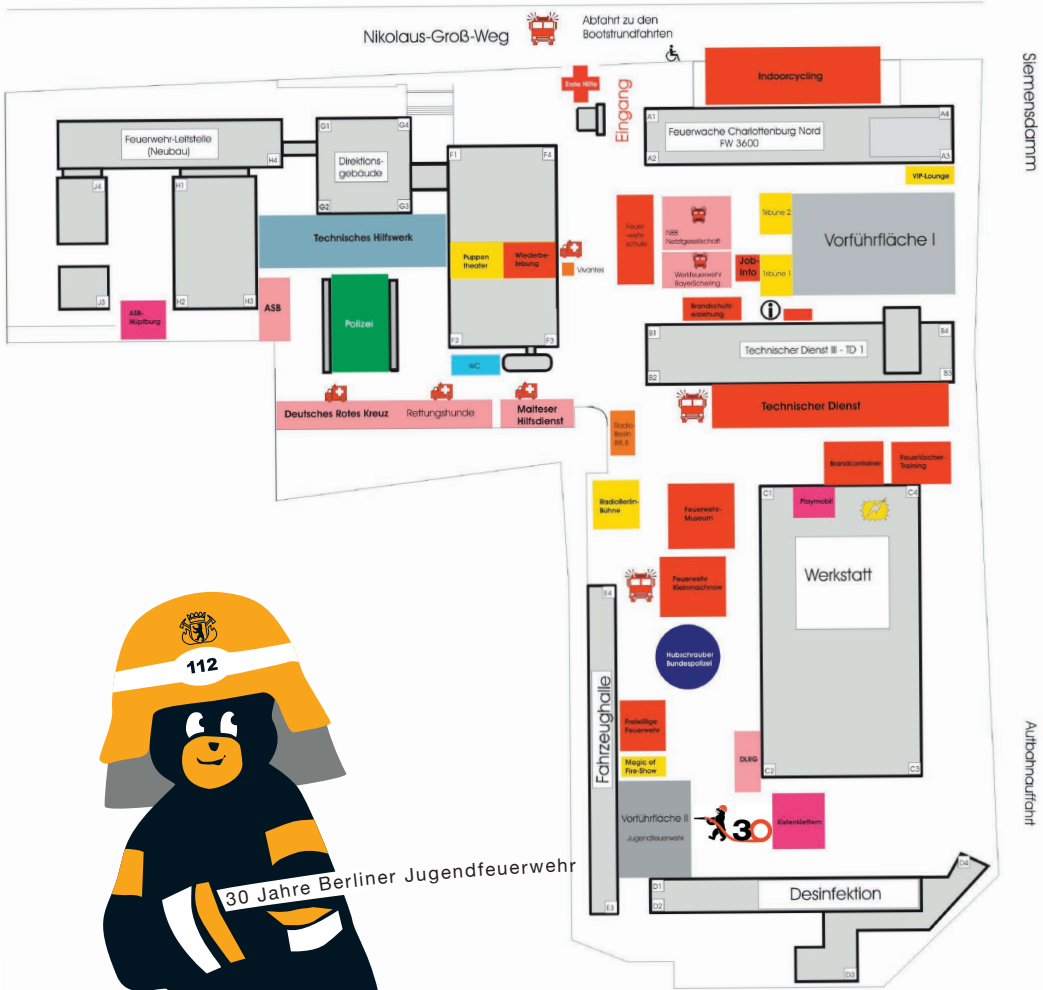 Nikolaus-Groß-Weg
Abfahrt zu den
Bootstrundfahrten
Siemensdamm
Erste Hilfe
Eingang
Indoorcycling
A1
A4
Feuerwache Charlottenburg Nord
FW 3600
A2
A3
VIP-Lounge
Feuerwehr-Leitstelle
(Neubau)
H4
G1
G4
Direktions-
gebäude
G2
G3
F1
F4
J4
H1
Technisches Hilfswerk
Puppen
theater
Wiederbe-
lebung
Vivantes
Feuer
wehr-
schule
NBB
Netzgesellschaft
Werkfeuerwehr
BayerSchering
Job-
Info
Tribüne 2
Tribüne 1
Vorführfläche I
J3
H2
H3
ASB-
Hüpfburg
ASB
Polizei
F2
F3
WC
Brandschutz-
erziehung
i
B1
B4
Technischer Dienst III - TD 1
B2
B3
Technischer Dienst
Deutsches Rotes Kreuz
Rettungshunde
Malteser
Hilfsdienst
Radio
Berlin
88,8
Brandcontainer
Feuerlöscher-
Training
RadioBerlin-
Bühne
Feuerwehr-
Museum
C1
Playmobil
C4
Werkstatt
Feuerwehr
Kleinmachnow
E4
Hubschrauber
Bundespolizei
Fahrzeughalle
Freiwillige
Feuerwehr
Magic of
Fire-Show
DLRG
C2
C3
Autbahnauffahrt
Vorführfläche II
Jugendfeuerwehr
30
Kistenklettern
E3
D1
D2
Desinfektion
D4
D3
112
30 Jahre Berliner Jugendfeuerwehr